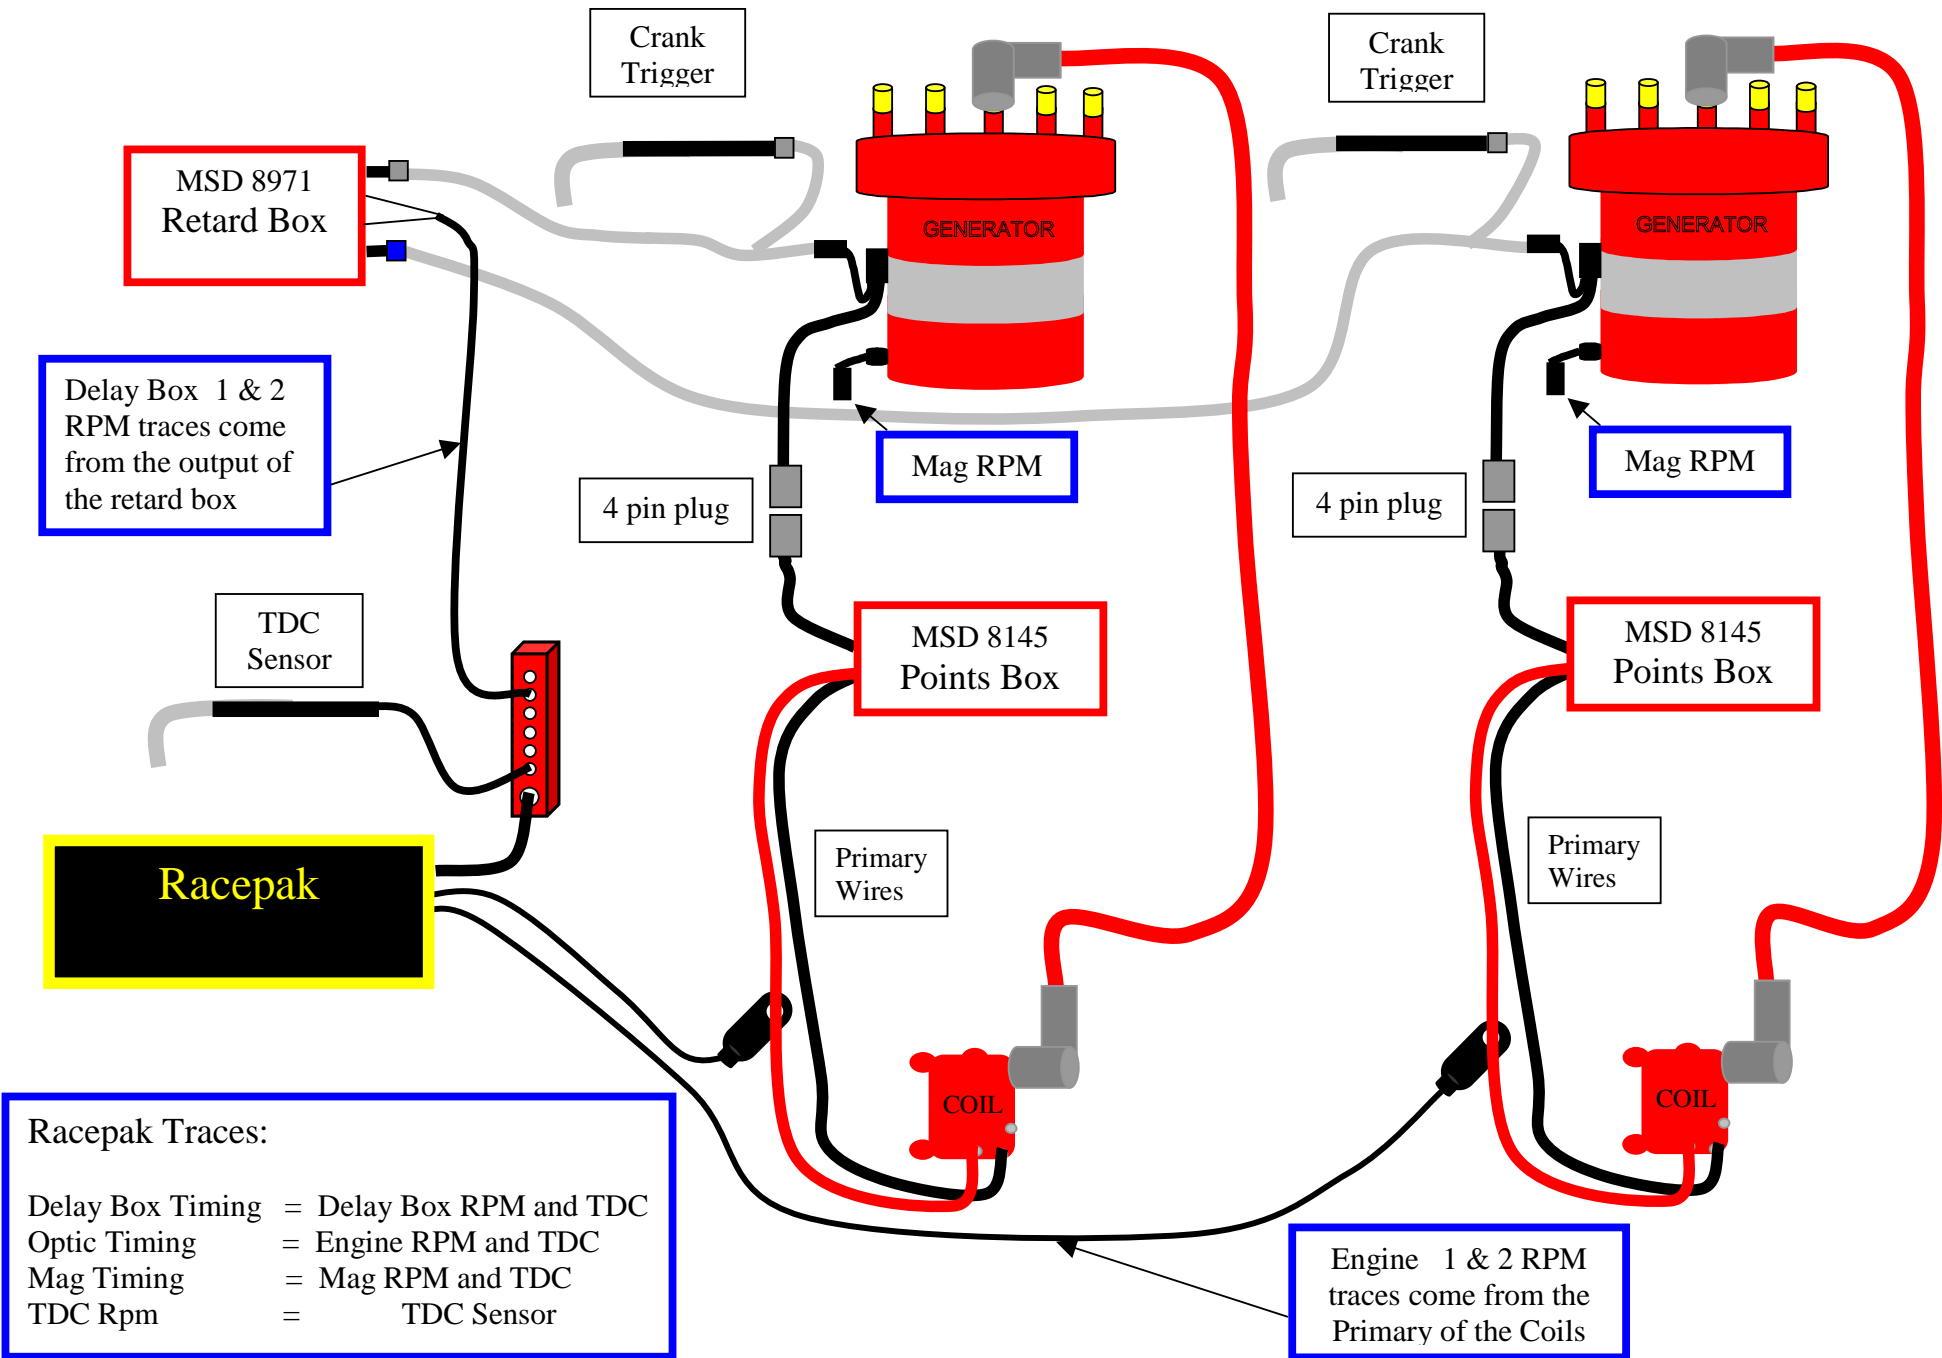 Crank
Trigger
Crank
Trigger
MSD 8971
Retard Box
GENERATOR
GENERATOR
Delay Box 1 & 2
RPM traces come
from the output of
the retard box
Mag RPM
Mag RPM
4 pin plug
4 pin plug
TDC
Sensor
MSD 8145
Points Box
MSD 8145
Points Box
Racepak
Primary
Wires
Primary
Wires
COIL
COIL
Racepak Traces:
Delay Box Timing = Delay Box RPM and TDC
Optic Timing = Engine RPM and TDC
Mag Timing = Mag RPM and TDC
TDC Rpm = TDC Sensor
Engine 1 & 2 RPM
traces come from the
Primary of the Coils